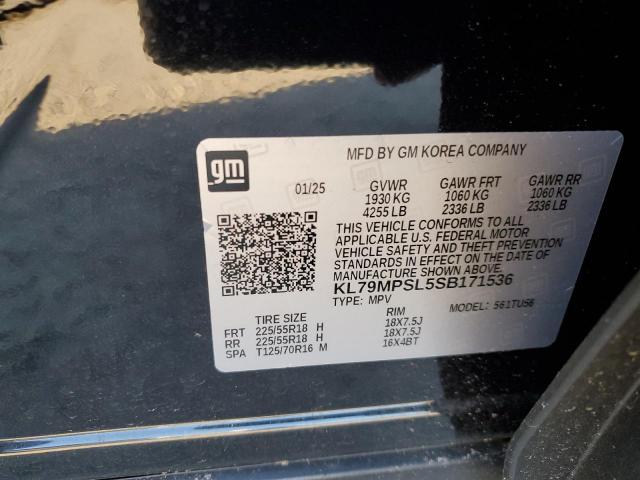 gm
MFD BY GM KOREA COMPANY
01/25 GVWR GAWR FRT GAWR RR
1930 KG 1060 KG 1060 KG
4255 LB 2336 LB 2336 LB
THIS VEHICLE CONFORMS TO ALL
APPLICABLE U.S. FEDERAL MOTOR
VEHICLE SAFETY AND THEFT PREVENTION
STANDARDS IN EFFECT ON THE DATE OF
MANUFACTURE SHOWN ABOVE.
KL79MPSL5SB171536
TYPE: MPV MODEL: 561TU56
TIRE SIZE RIM
FRT 225/55R18 H 18X7.5J
RR 225/55R18 H 18X7.5J
SPA T125/70R16 M 16X4BT